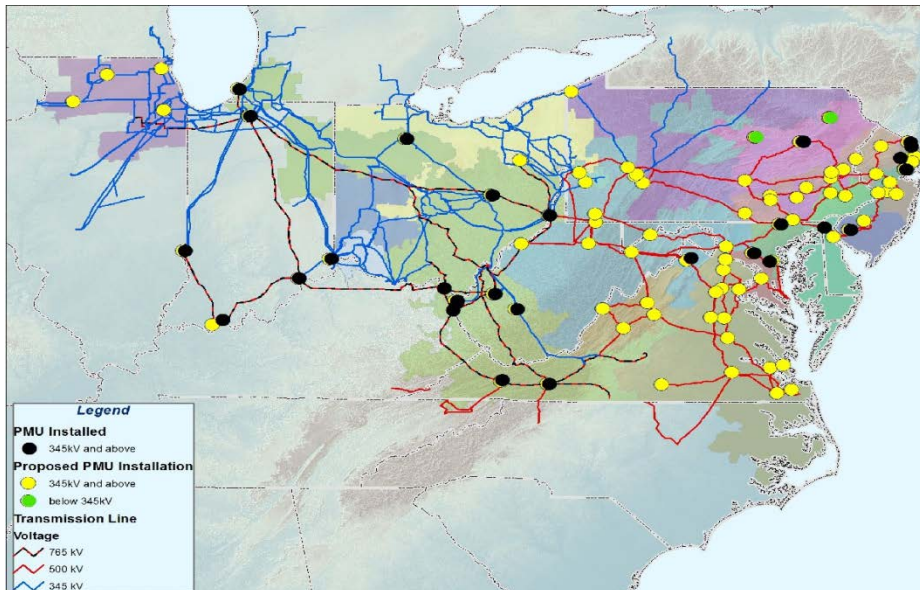 Legend
PMU Installed
345kV and above
Proposed PMU Installation
345kV and above
below 345kV
Transmission Line
Voltage
765 kV
500 kV
345 kV